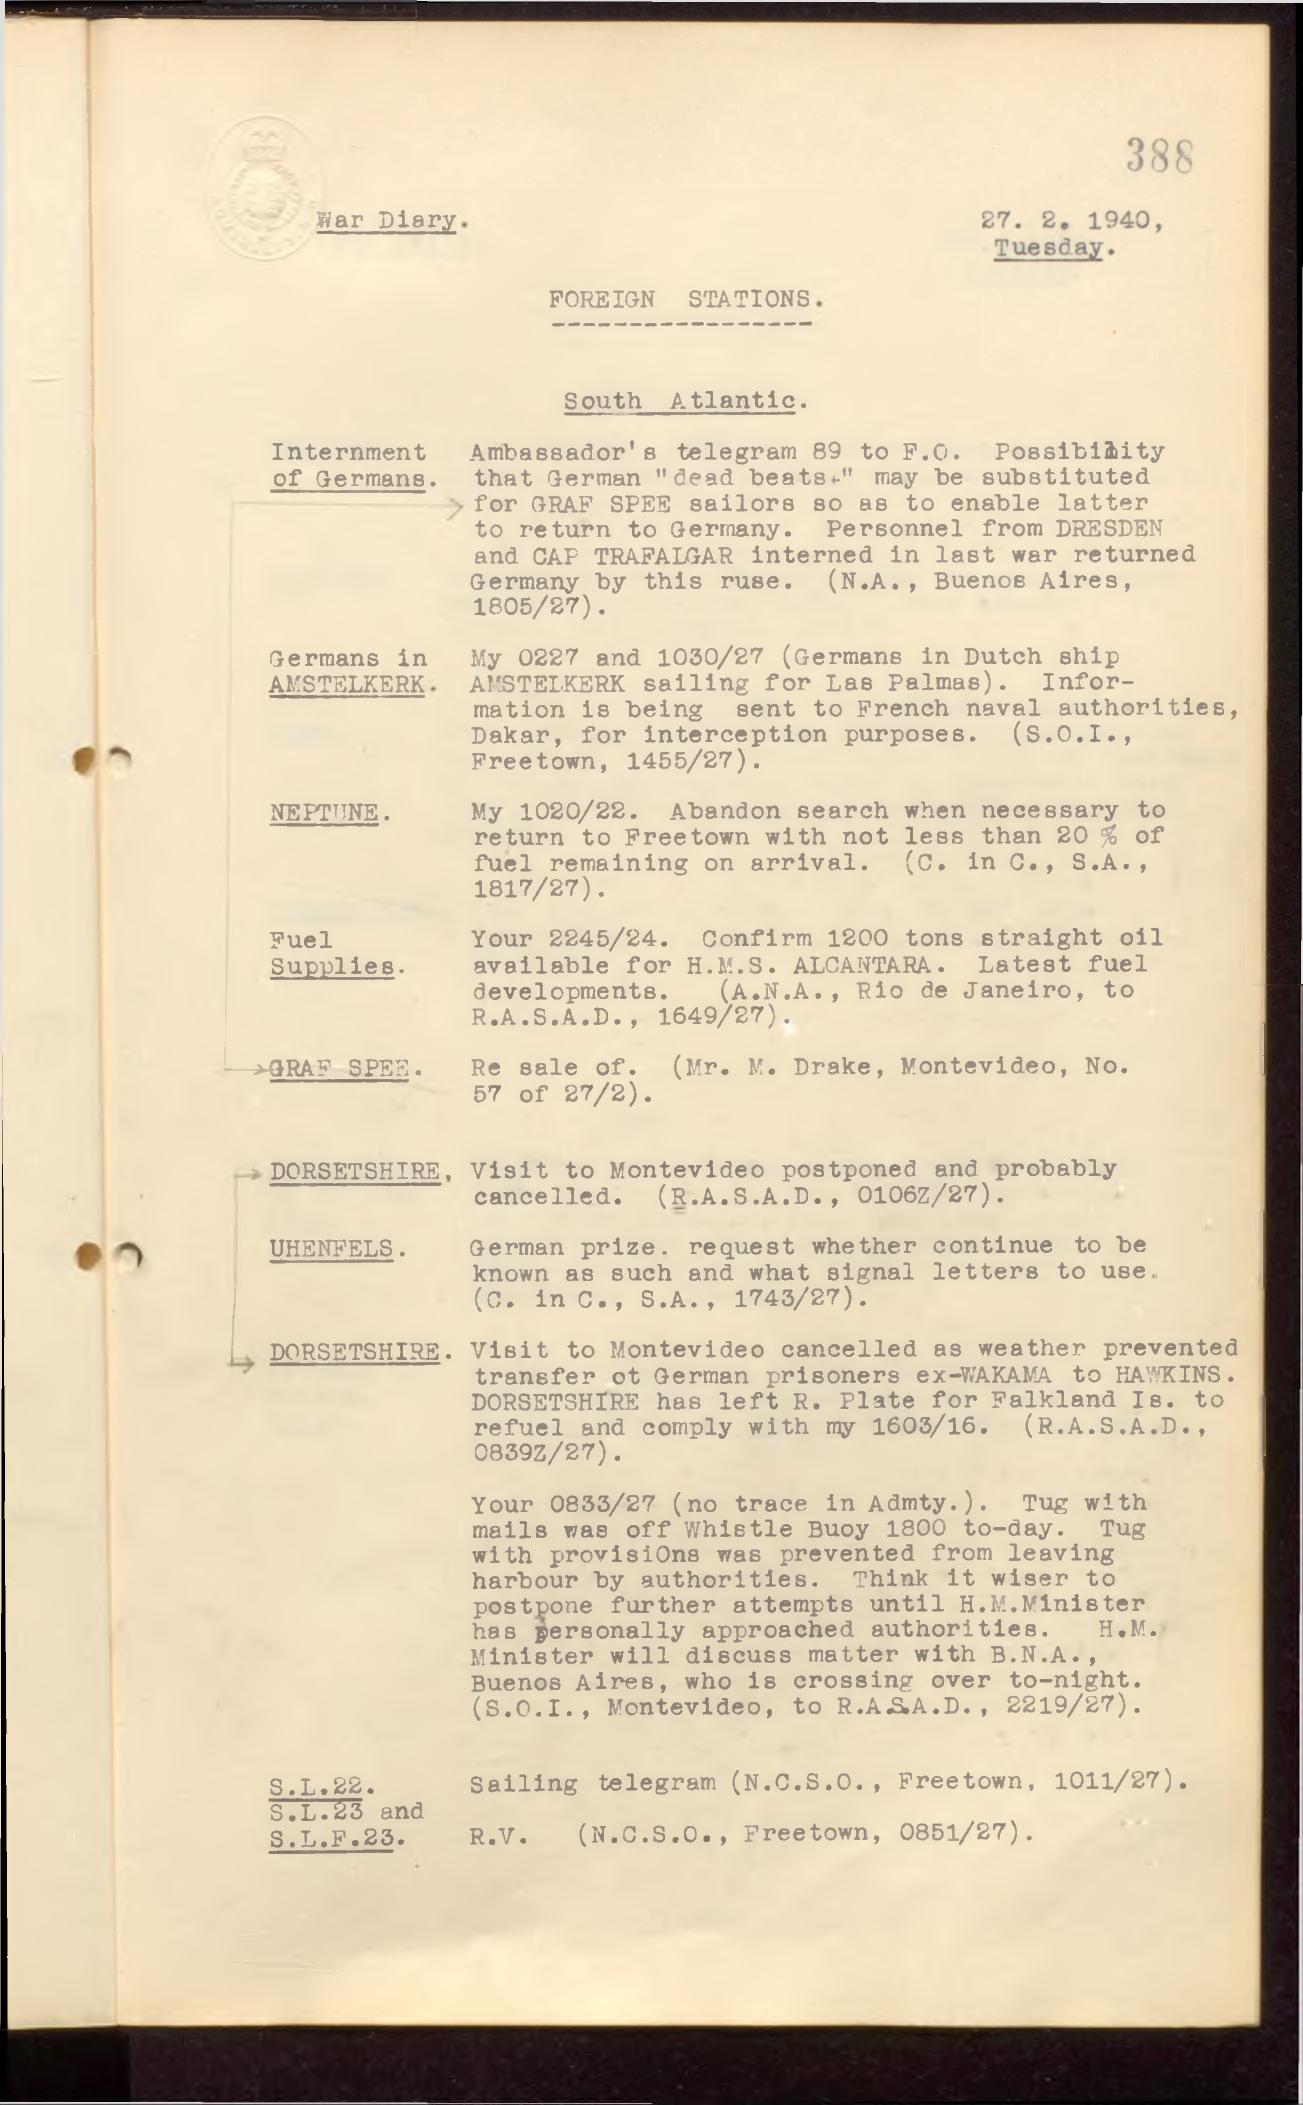 388
War Diary.
27. 2. 1940,
Tuesday.
FOREIGN STATIONS.
South Atlantic.
Internment of Germans.
Ambassador's telegram 89 to F.O. Possibility
that German "dead beats" may be substituted
for GRAF SPEE sailors so as to enable latter
to return to Germany. Personnel from DRESDEN
and CAP TRAFALGAR interned in last war returned
Germany by this ruse. (N.A., Buenos Aires,
1805/27).
Germans in AMSTELKERK.
My 0227 and 1030/27 (Germans in Dutch ship
AMSTELKERK sailing for Las Palmas). Infor-
mation is being sent to French naval authorities,
Dakar, for interception purposes. (S.O.I.,
Freetown, 1455/27).
NEPTUNE.
My 1020/22. Abandon search when necessary to
return to Freetown with not less than 20 % of
fuel remaining on arrival. (C. in C., S.A.,
1817/27).
Fuel Supplies.
Your 2245/24. Confirm 1200 tons straight oil
available for H.M.S. ALCANTARA. Latest fuel
developments. (A.N.A., Rio de Janeiro, to
R.A.S.A.D., 1649/27).
GRAF SPEE.
Re sale of. (Mr. M. Drake, Montevideo, No.
57 of 27/2).
DORSETSHIRE,
Visit to Montevideo postponed and probably
cancelled. (R.A.S.A.D., 0106Z/27).
UHENFELS.
German prize. request whether continue to be
known as such and what signal letters to use.
(C. in C., S.A., 1743/27).
DORSETSHIRE.
Visit to Montevideo cancelled as weather prevented
transfer ot German prisoners ex-WAKAMA to HAWKINS.
DORSETSHIRE has left R. Plate for Falkland Is. to
refuel and comply with my 1603/16. (R.A.S.A.D.,
0839Z/27).
Your 0833/27 (no trace in Admty.). Tug with
mails was off Whistle Buoy 1800 to-day. Tug
with provisiOns was prevented from leaving
harbour by authorities. Think it wiser to
postpone further attempts until H.M.Minister
has personally approached authorities. H.M.
Minister will discuss matter with B.N.A.,
Buenos Aires, who is crossing over to-night.
(S.O.I., Montevideo, to R.A.S.A.D., 2219/27).
S.L.22.
Sailing telegram (N.C.S.O., Freetown, 1011/27).
S.L.23 and
S.L.F.23.
R.V. (N.C.S.O., Freetown, 0851/27).